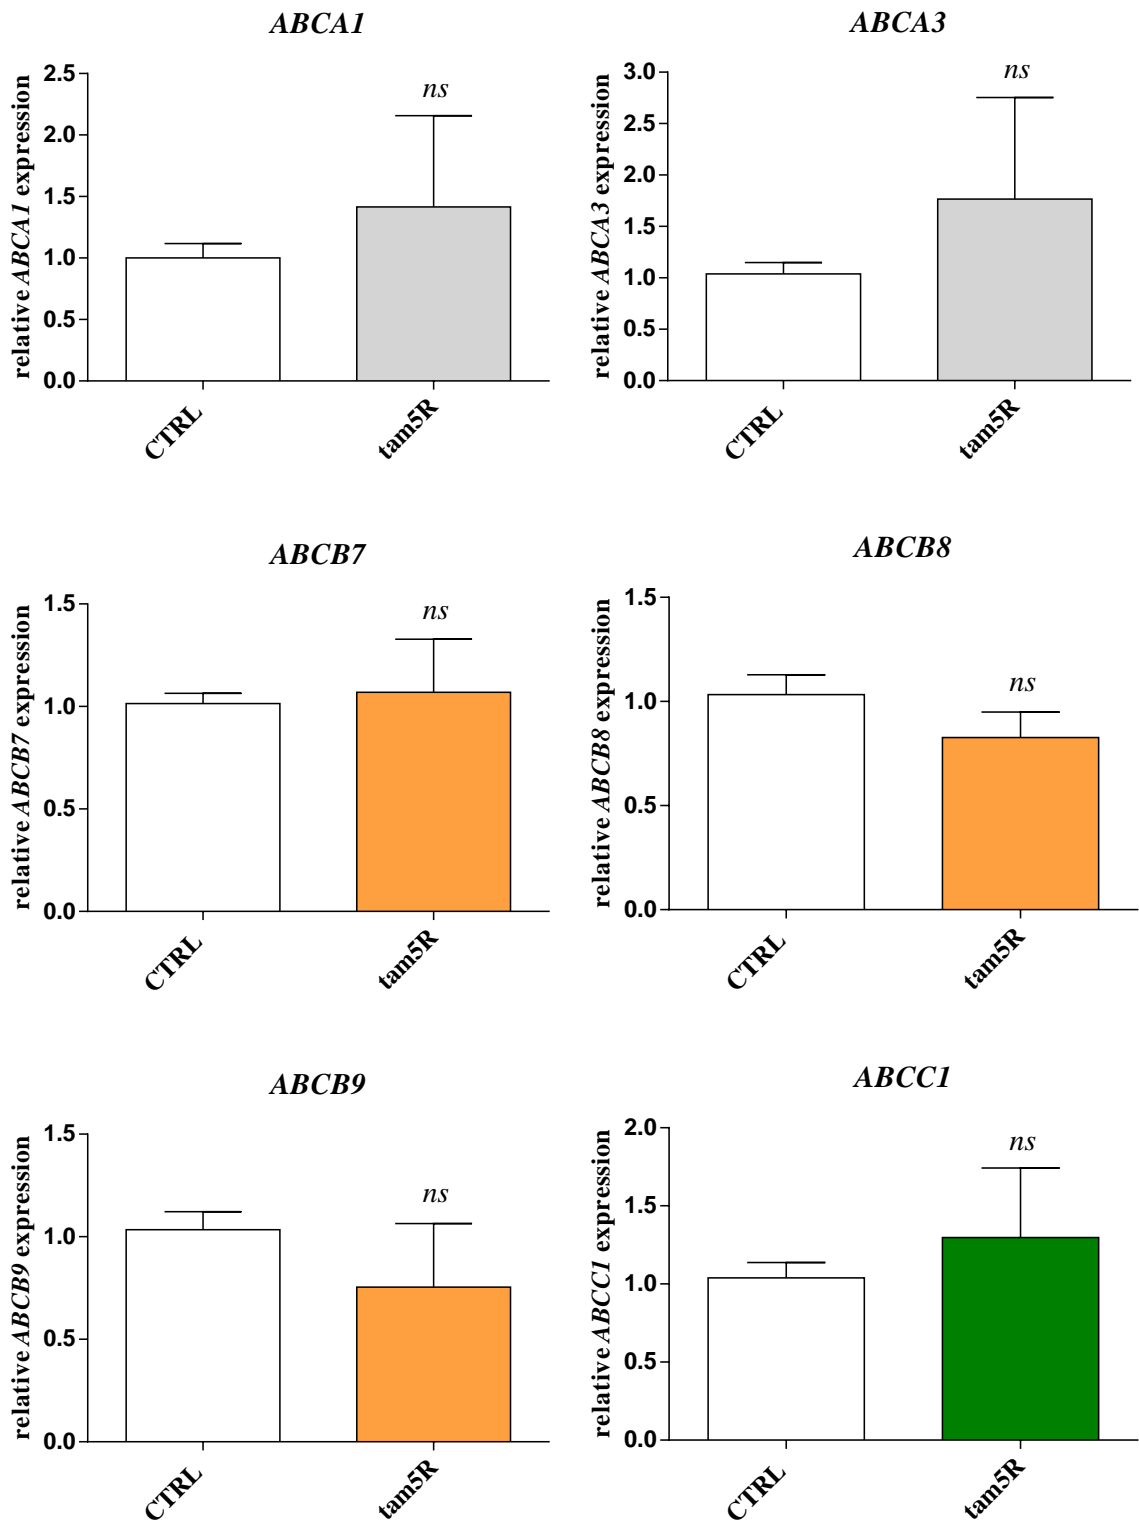 ABCA1
relative ABCA1 expression
2.5
2.0
1.5
1.0
0.5
0.0
ns
CTRL
tam5R
ABCA3
relative ABCA3 expression
3.0
2.5
2.0
1.5
1.0
0.5
0.0
ns
CTRL
tam5R
ABCB7
relative ABCB7 expression
1.5
1.0
0.5
0.0
ns
CTRL
tam5R
ABCB8
relative ABCB8 expression
1.5
1.0
0.5
0.0
ns
CTRL
tam5R
ABCB9
relative ABCB9 expression
1.5
1.0
0.5
0.0
ns
CTRL
tam5R
ABCC1
relative ABCC1 expression
2.0
1.5
1.0
0.5
0.0
ns
CTRL
tam5R